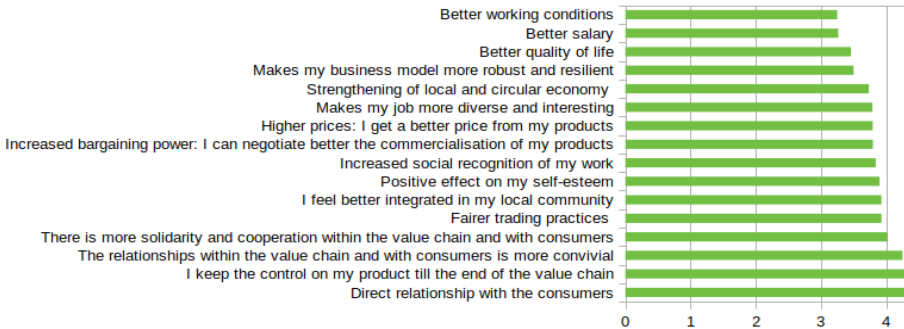 Better working conditions
Better salary
Better quality of life
Makes my business model more robust and resilient
Strengthening of local and circular economy
Makes my job more diverse and interesting
Higher prices: I get a better price from my products
Increased bargaining power: I can negotiate better the commercialisation of my products
Increased social recognition of my work
Positive effect on my self-esteem
I feel better integrated in my local community
Fairer trading practices
There is more solidarity and cooperation within the value chain and with consumers
The relationships within the value chain and with consumers is more convivial
I keep the control on my product till the end of the value chain
Direct relationship with the consumers
0 1 2 3 4